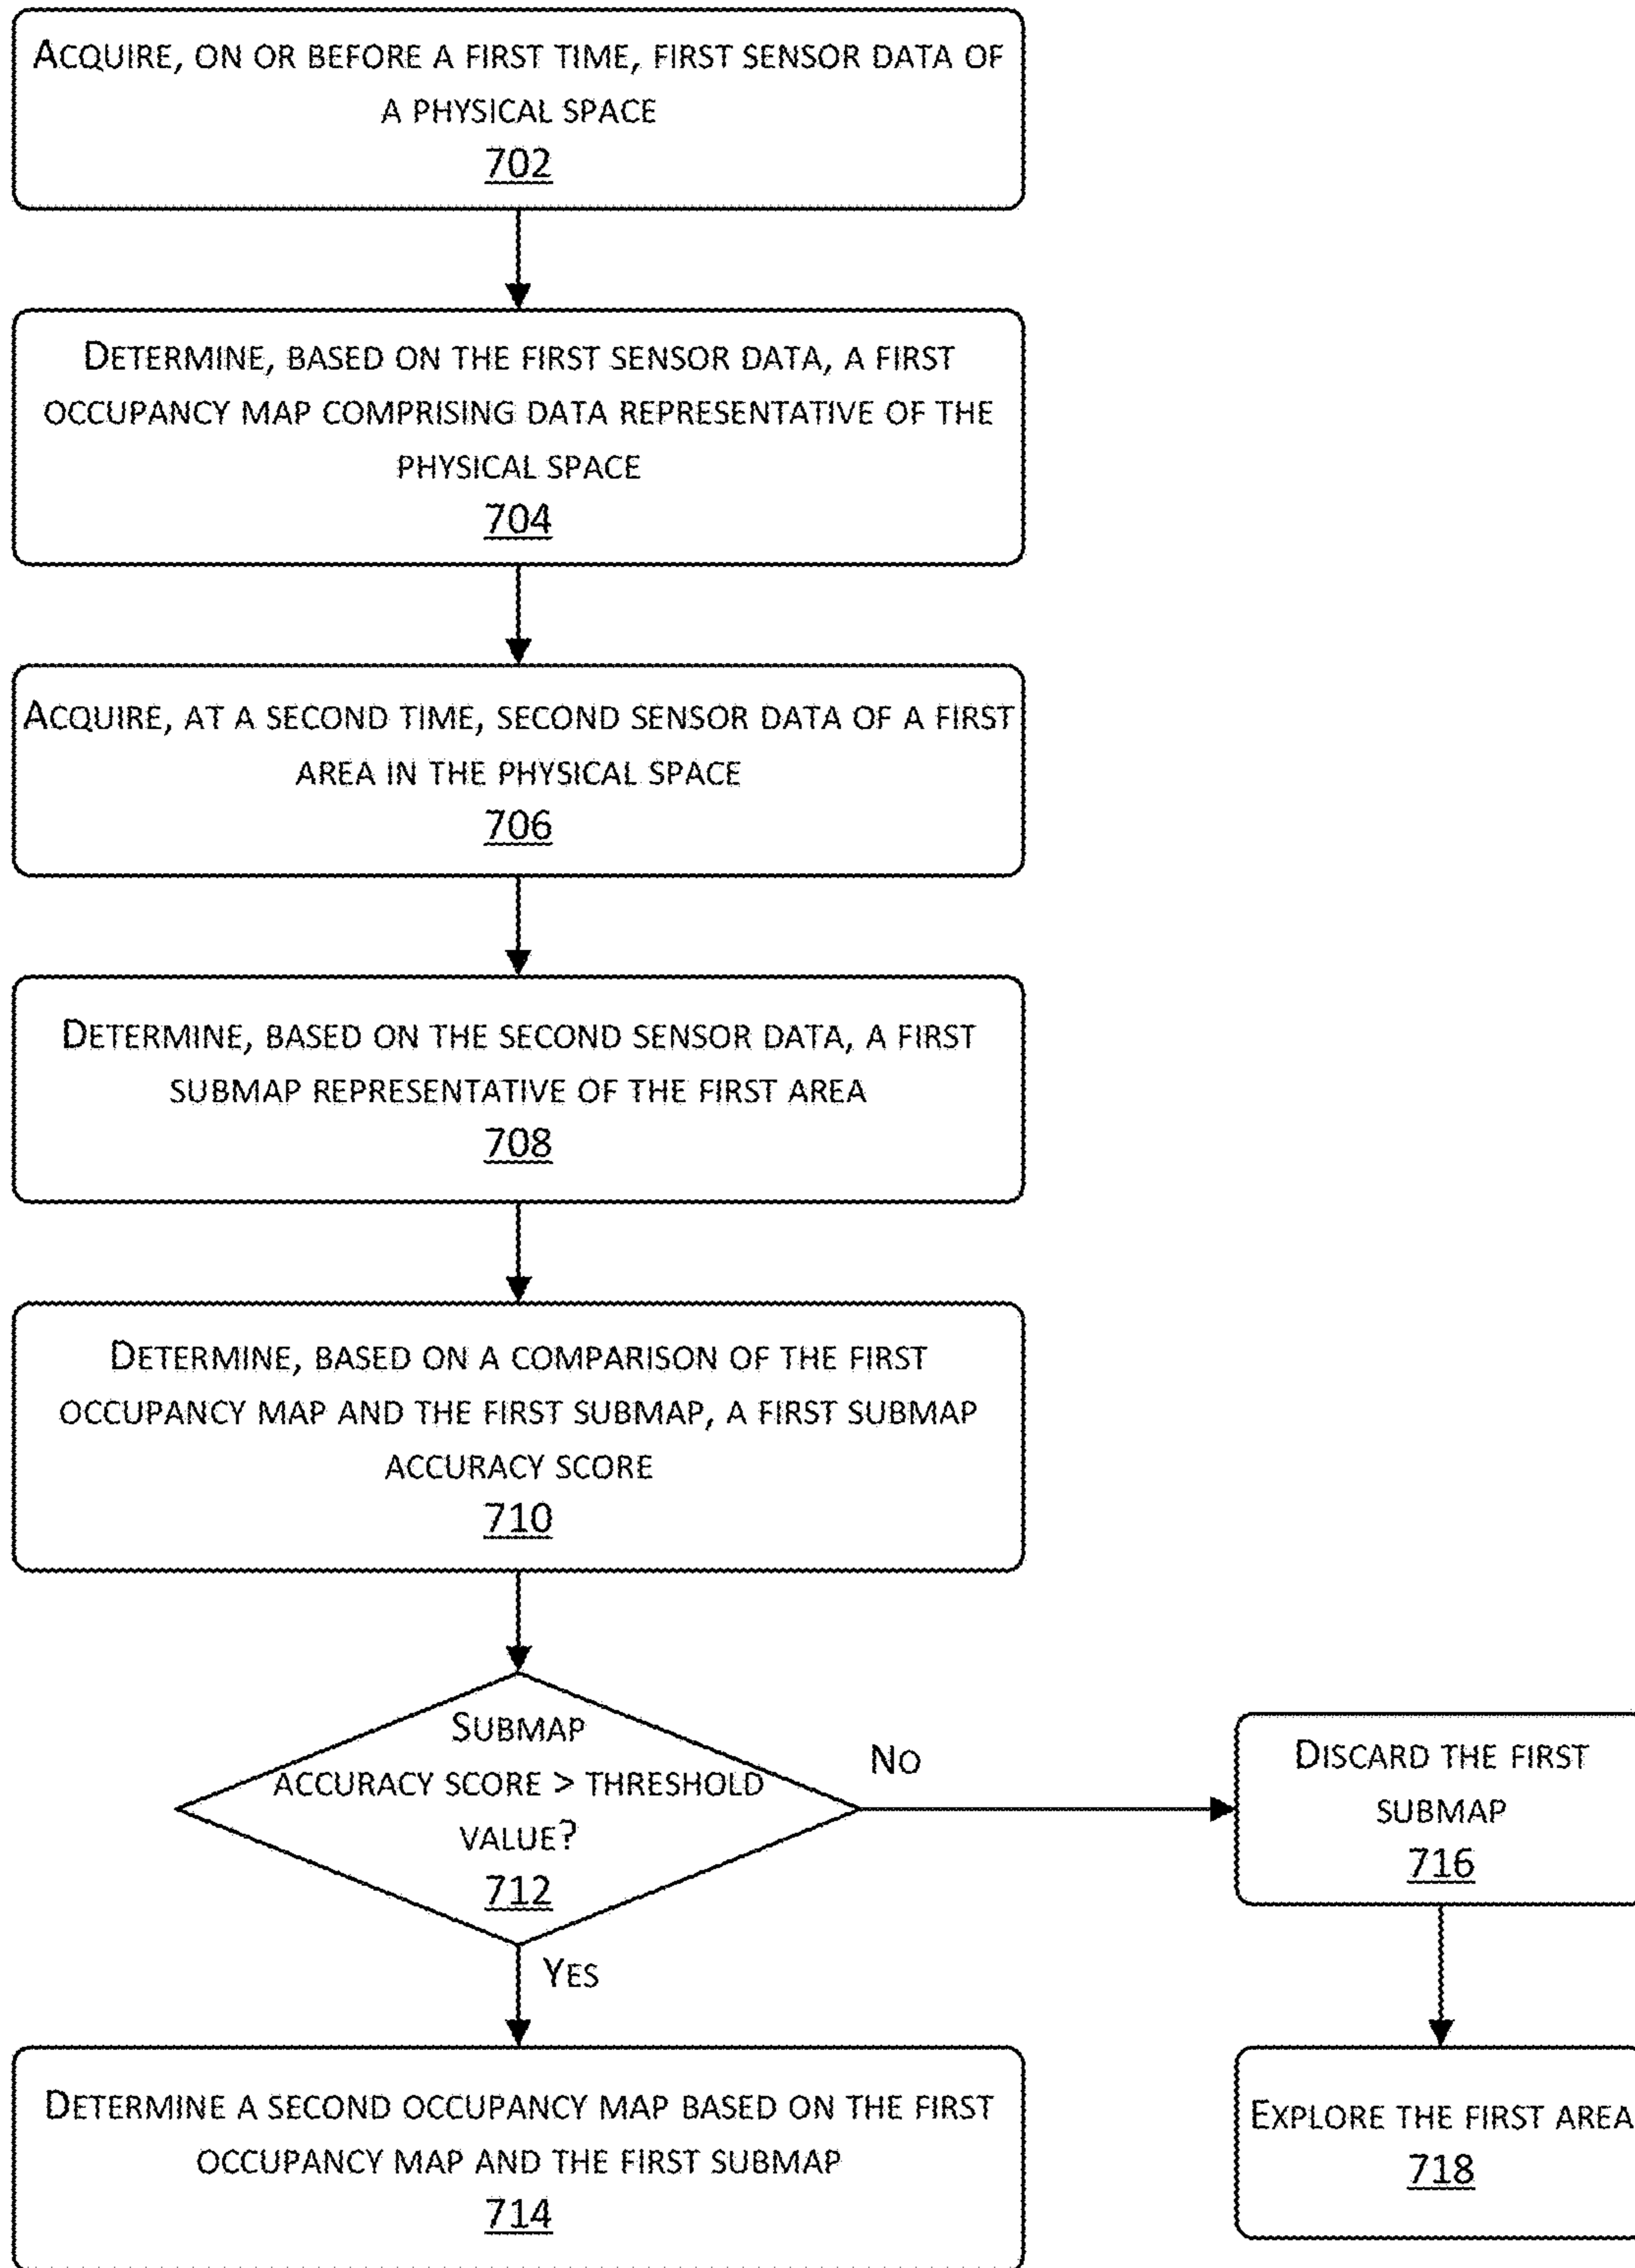 ACQUIRE, ON OR BEFORE A FIRST TIME, FIRST SENSOR DATA OF
A PHYSICAL SPACE
702
DETERMINE, BASED ON THE FIRST SENSOR DATA, A FIRST
OCCUPANCY MAP COMPRISING DATA REPRESENTATIVE OF THE
PHYSICAL SPACE
704
ACQUIRE, AT A SECOND TIME, SECOND SENSOR DATA OF A FIRST
AREA IN THE PHYSICAL SPACE
706
DETERMINE, BASED ON THE SECOND SENSOR DATA, A FIRST
SUBMAP REPRESENTATIVE OF THE FIRST AREA
708
DETERMINE, BASED ON A COMPARISON OF THE FIRST
OCCUPANCY MAP AND THE FIRST SUBMAP, A FIRST SUBMAP
ACCURACY SCORE
710
SUBMAP
ACCURACY SCORE > THRESHOLD
VALUE?
712
NO
DISCARD THE FIRST
SUBMAP
716
YES
DETERMINE A SECOND OCCUPANCY MAP BASED ON THE FIRST
OCCUPANCY MAP AND THE FIRST SUBMAP
714
EXPLORE THE FIRST AREA
718